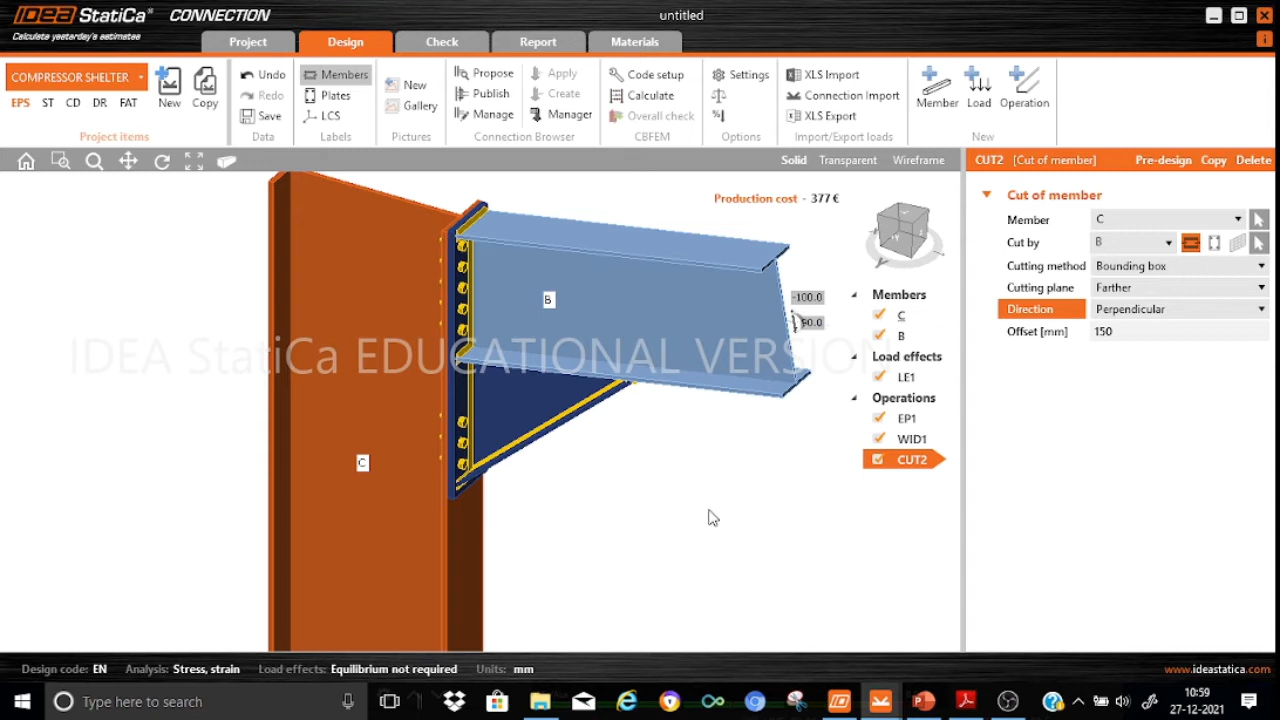 IDEA StatiCa® CONNECTION
Calculate yesterday's estimates
untitled
Project Design Check Report Materials
COMPRESSOR SHELTER
EPS ST CD DR FAT
New Copy
Project items
Undo
Redo
Save
Data
Members
Plates
LCS
Labels
New
Gallery
Pictures
Propose
Publish
Manage
Apply
Create
Manager
Connection Browser
Code setup
Calculate
Overall check
CBFEM
Settings
Options
XLS Import
Connection Import
XLS Export
Import/Export loads
Member Load Operation
New
Solid Transparent Wireframe
Production cost - 377 €
B
C
-100.0
IDEA StatiCa EDUCATIONAL VERSION
Members
C
B
Load effects
LE1
Operations
EP1
WID1
CUT2
CUT2 [Cut of member] Pre-design Copy Delete
Cut of member
Member C
Cut by B
Cutting method Bounding box
Cutting plane Farther
Direction Perpendicular
Offset [mm] 150
Design code: EN Analysis: Stress, strain Load effects: Equilibrium not required Units: mm
www.ideastatica.com
Type here to search
10:59
27-12-2021